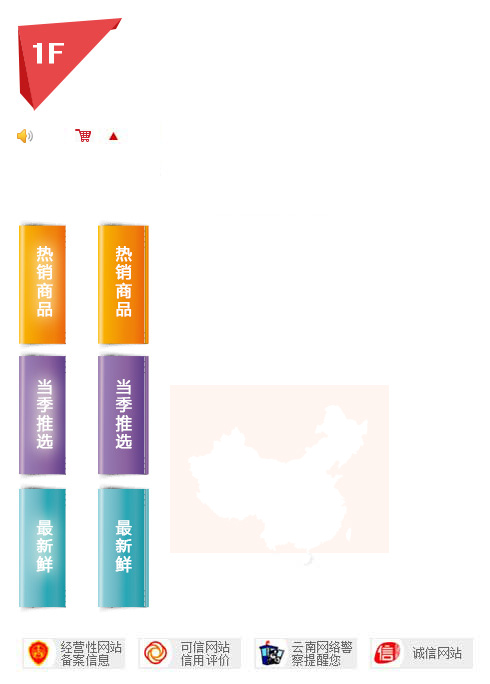 1F
热销商品
热销商品
当季推选
当季推选
最新鲜
最新鲜
经营性网站
备案信息
可信网站
信用评价
云南网络警
察提醒您
诚信网站
信